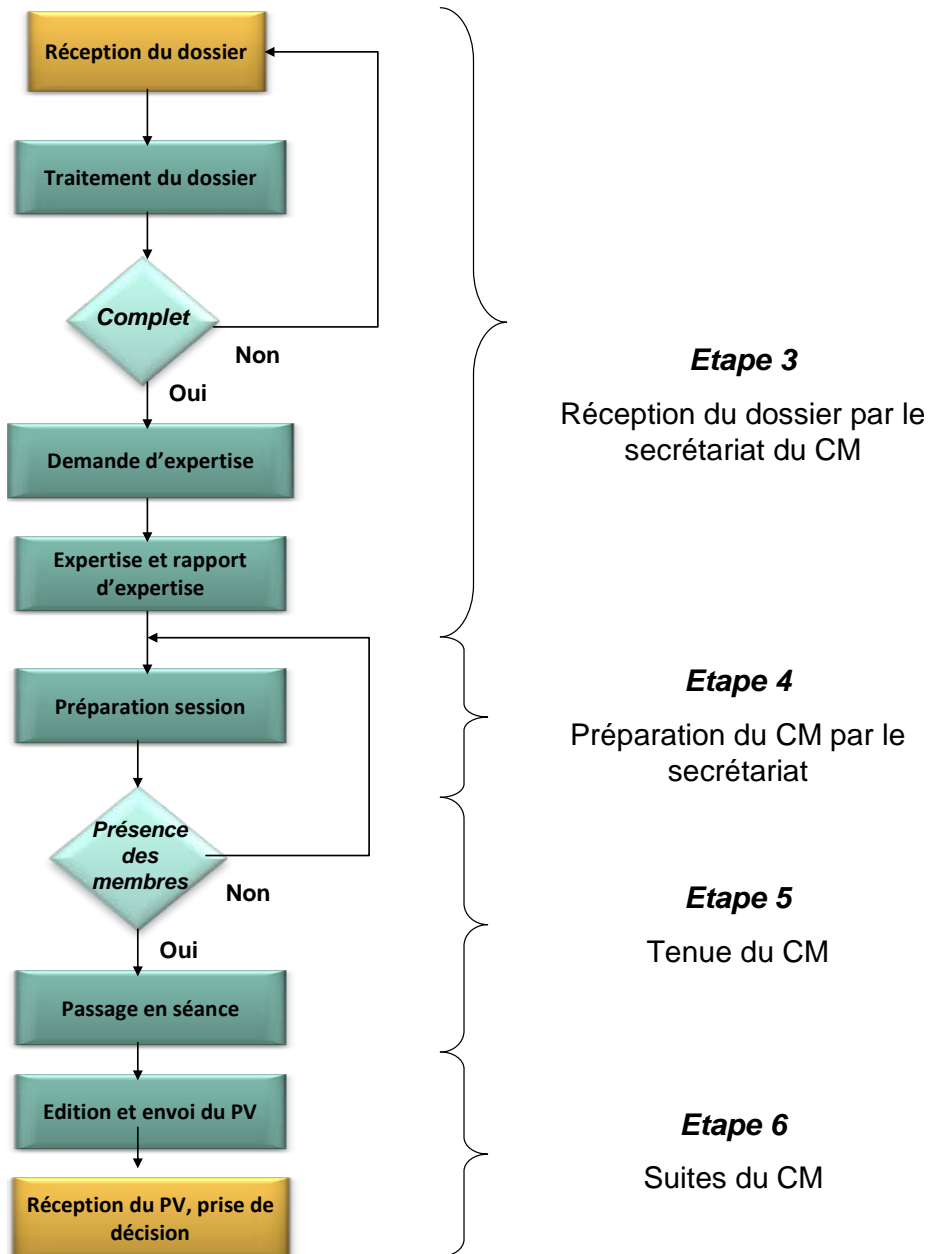 Réception du dossier
Traitement du dossier
Complet
Non
Oui
Demande d'expertise
Expertise et rapport
d'expertise
Etape 3
Réception du dossier par le
secrétariat du CM
Préparation session
Etape 4
Préparation du CM par le
secrétariat
Présence
des
membres
Non
Oui
Passage en séance
Etape 5
Tenue du CM
Edition et envoi du PV
Réception du PV, prise de
décision
Etape 6
Suites du CM